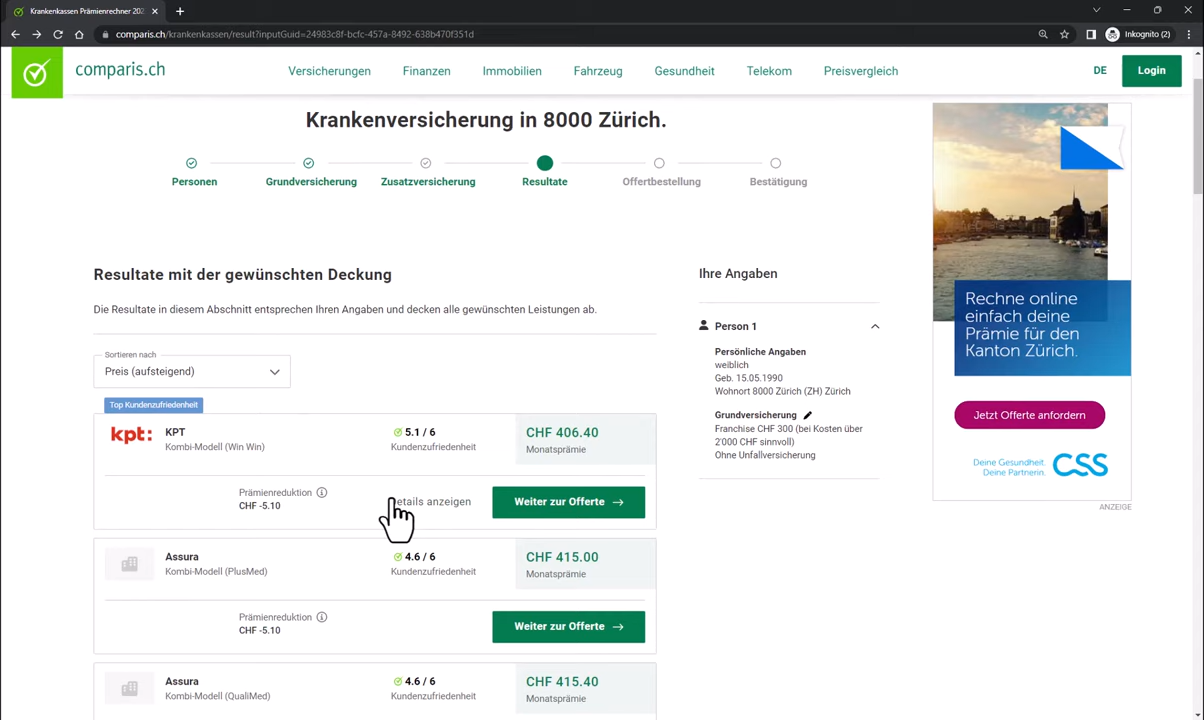 Krankenkassen Prämienrechner 202
comparis.ch/krankenkassen/result?inputGuid=24983c8f-bcfc-457a-8492-638b470f351d
Inkognito (2)
comparis.ch
Versicherungen
Finanzen
Immobilien
Fahrzeug
Gesundheit
Telekom
Preisvergleich
DE
Login
Krankenversicherung in 8000 Zürich.
Personen
Grundversicherung
Zusatzversicherung
Resultate
Offertbestellung
Bestätigung
Resultate mit der gewünschten Deckung
Die Resultate in diesem Abschnitt entsprechen Ihren Angaben und decken alle gewünschten Leistungen ab.
Sortieren nach
Preis (aufsteigend)
Top Kundenzufriedenheit
kpt:
KPT
Kombi-Modell (Win Win)
5.1 / 6
Kundenzufriedenheit
CHF 406.40
Monatsprämie
Prämienreduktion
CHF -5.10
etails anzeigen
Weiter zur Offerte
Assura
Kombi-Modell (PlusMed)
4.6 / 6
Kundenzufriedenheit
CHF 415.00
Monatsprämie
Prämienreduktion
CHF -5.10
Weiter zur Offerte
Assura
Kombi-Modell (QualiMed)
4.6 / 6
Kundenzufriedenheit
CHF 415.40
Monatsprämie
Ihre Angaben
Person 1
Persönliche Angaben
weiblich
Geb. 15.05.1990
Wohnort 8000 Zürich (ZH) Zürich
Grundversicherung
Franchise CHF 300 (bei Kosten über
2'000 CHF sinnvoll)
Ohne Unfallversicherung
Rechne online
einfach deine
Prämie für den
Kanton Zürich.
Jetzt Offerte anfordern
Deine Gesundheit.
Deine Partnerin.
CSS
ANZEIGE